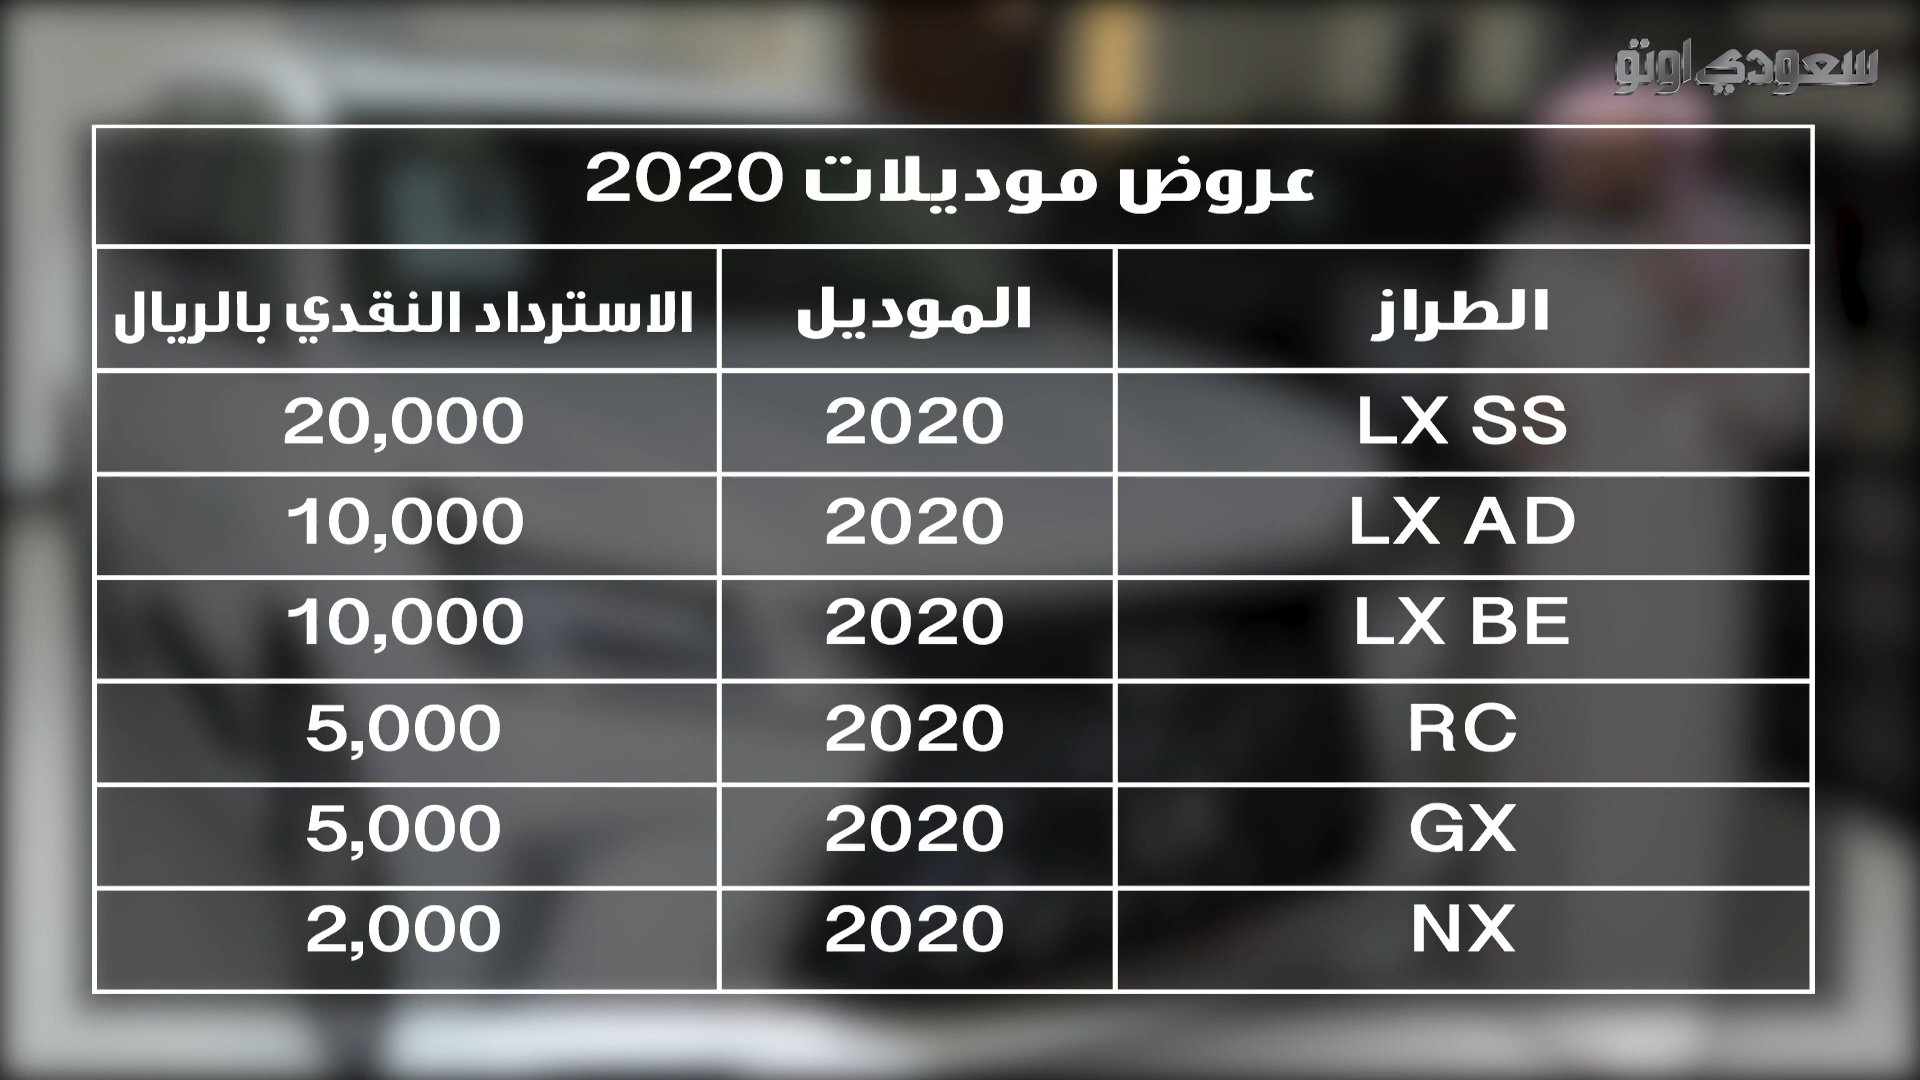 سعودي اوتو
عروض موديلات 2020
الطراز الموديل الاسترداد النقدي بالريال
LX SS 2020 20,000
LX AD 2020 10,000
LX BE 2020 10,000
RC 2020 5,000
GX 2020 5,000
NX 2020 2,000